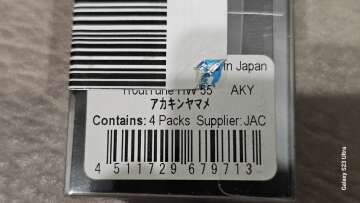 in Japan
TroutTune HW 55 AKY
アカキンヤマメ
Contains: 4 Packs Supplier: JAC
4 511729 679713
Galaxy S23 Ultra